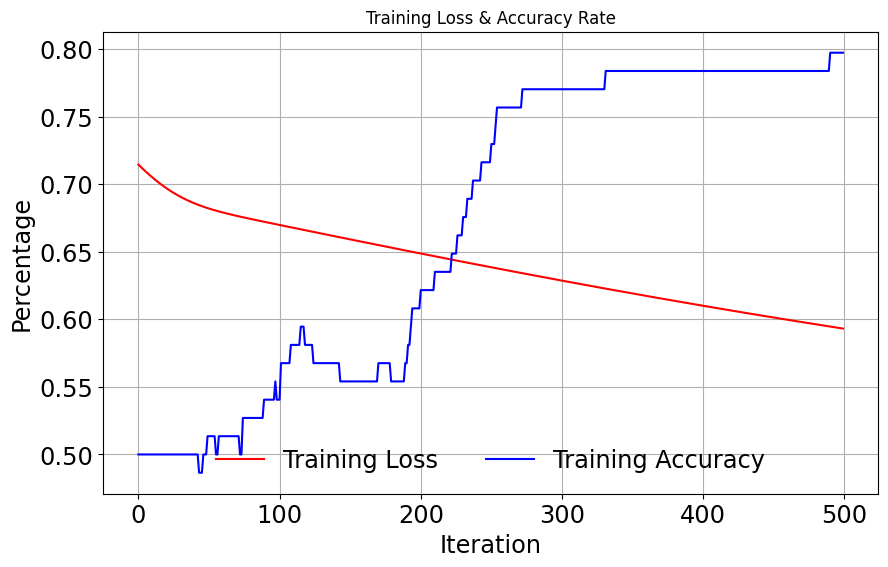 Training Loss & Accuracy Rate
0.80
0.75
0.70
0.65
0.60
0.55
0.50
Percentage
Training Loss Training Accuracy
0 100 200 300 400 500
Iteration